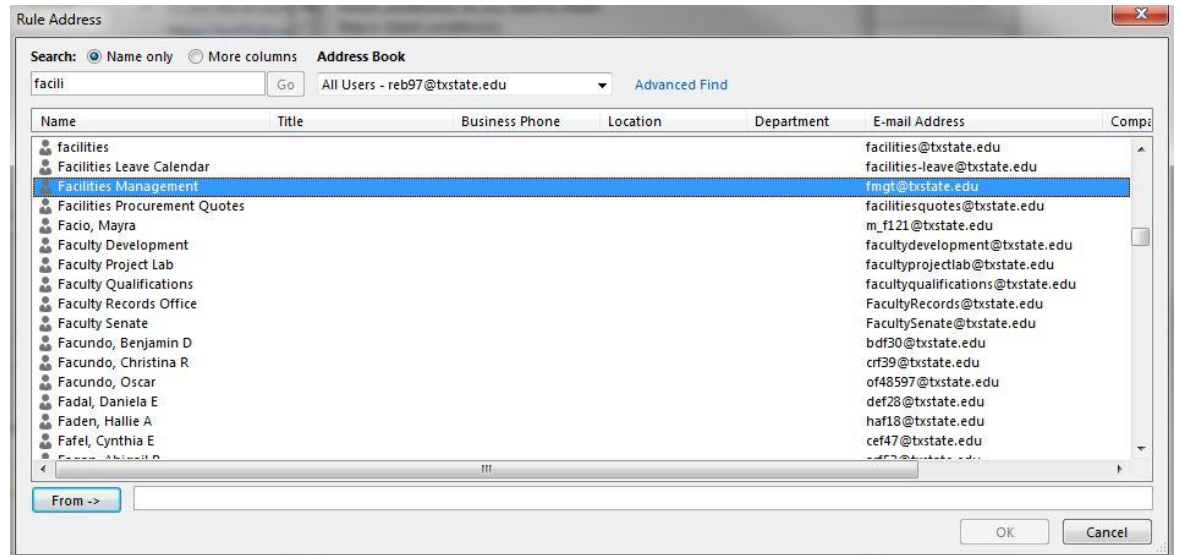 Rule Address
Search: Name only More columns Address Book
facili Go All Users - reb97@txstate.edu Advanced Find
Name Title Business Phone Location Department E-mail Address Compa
facilities facilities@txstate.edu
Facilities Leave Calendar facilities-leave@txstate.edu
Facilities Management fmgt@txstate.edu
Facilities Procurement Quotes facilitiesquotes@txstate.edu
Facio, Mayra m_f121@txstate.edu
Faculty Development facultydevelopment@txstate.edu
Faculty Project Lab facultyprojectlab@txstate.edu
Faculty Qualifications facultyqualifications@txstate.edu
Faculty Records Office FacultyRecords@txstate.edu
Faculty Senate FacultySenate@txstate.edu
Facundo, Benjamin D bdf30@txstate.edu
Facundo, Christina R crf39@txstate.edu
Facundo, Oscar of48597@txstate.edu
Fadal, Daniela E def28@txstate.edu
Faden, Hallie A haf18@txstate.edu
Fafel, Cynthia E cef47@txstate.edu
From ->
OK Cancel